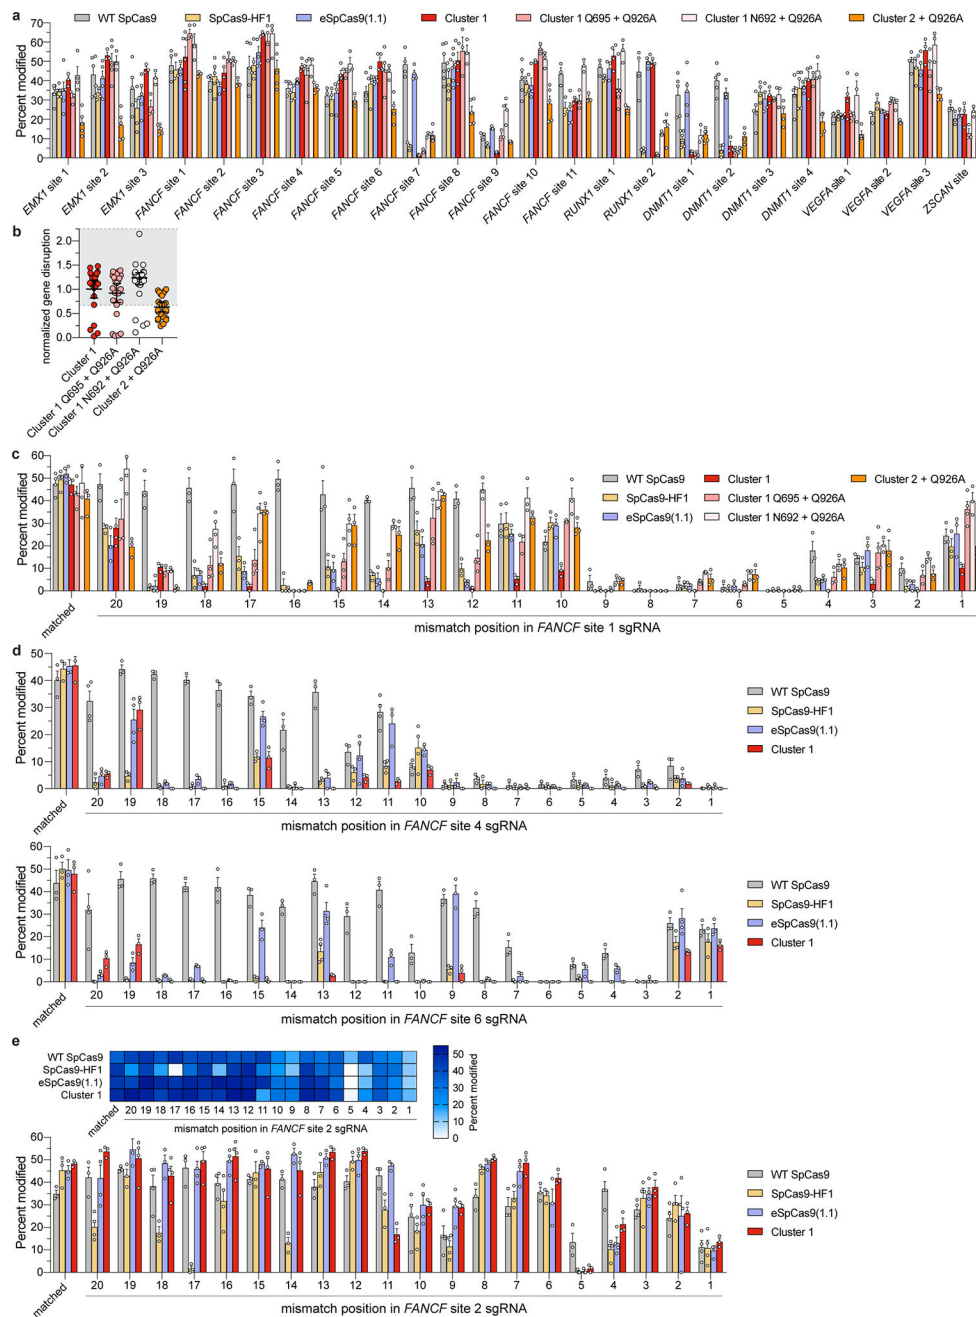 a
WT SpCas9 SpCas9-HF1 eSpCas9(1.1) Cluster 1 Cluster 1 Q695 + Q926A Cluster 1 N692 + Q926A Cluster 2 + Q926A
Percent modified
70
60
50
40
30
20
10
0
EMX1 site 1 EMX1 site 2 EMX1 site 3 FANCF site 1 FANCF site 2 FANCF site 3 FANCF site 4 FANCF site 5 FANCF site 6 FANCF site 7 FANCF site 8 FANCF site 9 FANCF site 10 FANCF site 11 RUNX1 site 1 RUNX1 site 2 DNMT1 site 1 DNMT1 site 2 DNMT1 site 3 DNMT1 site 4 VEGFA site 1 VEGFA site 2 VEGFA site 3 ZSCAN site
b
normalized gene disruption
2.0
1.5
1.0
0.5
0.0
Cluster 1 Cluster 1 Q695 + Q926A Cluster 1 N692 + Q926A Cluster 2 + Q926A
c
Percent modified
60
50
40
30
20
10
0
WT SpCas9 Cluster 1 Cluster 2 + Q926A
SpCas9-HF1 Cluster 1 Q695 + Q926A
eSpCas9(1.1) Cluster 1 N692 + Q926A
matched 20 19 18 17 16 15 14 13 12 11 10 9 8 7 6 5 4 3 2 1
mismatch position in FANCF site 1 sgRNA
d
Percent modified
50
40
30
20
10
0
WT SpCas9
SpCas9-HF1
eSpCas9(1.1)
Cluster 1
matched 20 19 18 17 16 15 14 13 12 11 10 9 8 7 6 5 4 3 2 1
mismatch position in FANCF site 4 sgRNA
Percent modified
60
50
40
30
20
10
0
WT SpCas9
SpCas9-HF1
eSpCas9(1.1)
Cluster 1
matched 20 19 18 17 16 15 14 13 12 11 10 9 8 7 6 5 4 3 2 1
mismatch position in FANCF site 6 sgRNA
e
WT SpCas9
SpCas9-HF1
eSpCas9(1.1)
Cluster 1
matched 20 19 18 17 16 15 14 13 12 11 10 9 8 7 6 5 4 3 2 1
mismatch position in FANCF site 2 sgRNA
50
40
30
20
10
0
Percent modified
Percent modified
60
50
40
30
20
10
0
WT SpCas9
SpCas9-HF1
eSpCas9(1.1)
Cluster 1
matched 20 19 18 17 16 15 14 13 12 11 10 9 8 7 6 5 4 3 2 1
mismatch position in FANCF site 2 sgRNA